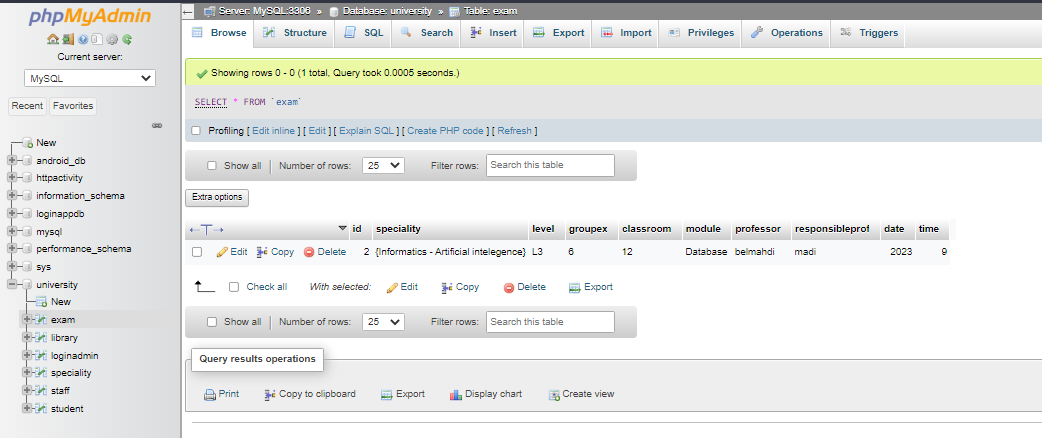 phpMyAdmin
Current server:
MySQL
Recent Favorites
New
android_db
httpactivity
information_schema
loginappdb
mysql
performance_schema
sys
university
New
exam
library
loginadmin
speciality
staff
student
Server: MySQL:3306 » Database: university » Table: exam
Browse Structure SQL Search Insert Export Import Privileges Operations Triggers
Showing rows 0 - 0 (1 total, Query took 0.0005 seconds.)
SELECT * FROM `exam`
Profiling [ Edit inline ] [ Edit ] [ Explain SQL ] [ Create PHP code ] [ Refresh ]
Show all Number of rows: 25 Filter rows: Search this table
Extra options
←T→ id speciality level groupex classroom module professor responsibleprof date time
Edit Copy Delete 2 {Informatics - Artificial intelegence} L3 6 12 Database belmahdi madi 2023 9
Check all With selected: Edit Copy Delete Export
Show all Number of rows: 25 Filter rows: Search this table
Query results operations
Print Copy to clipboard Export Display chart Create view